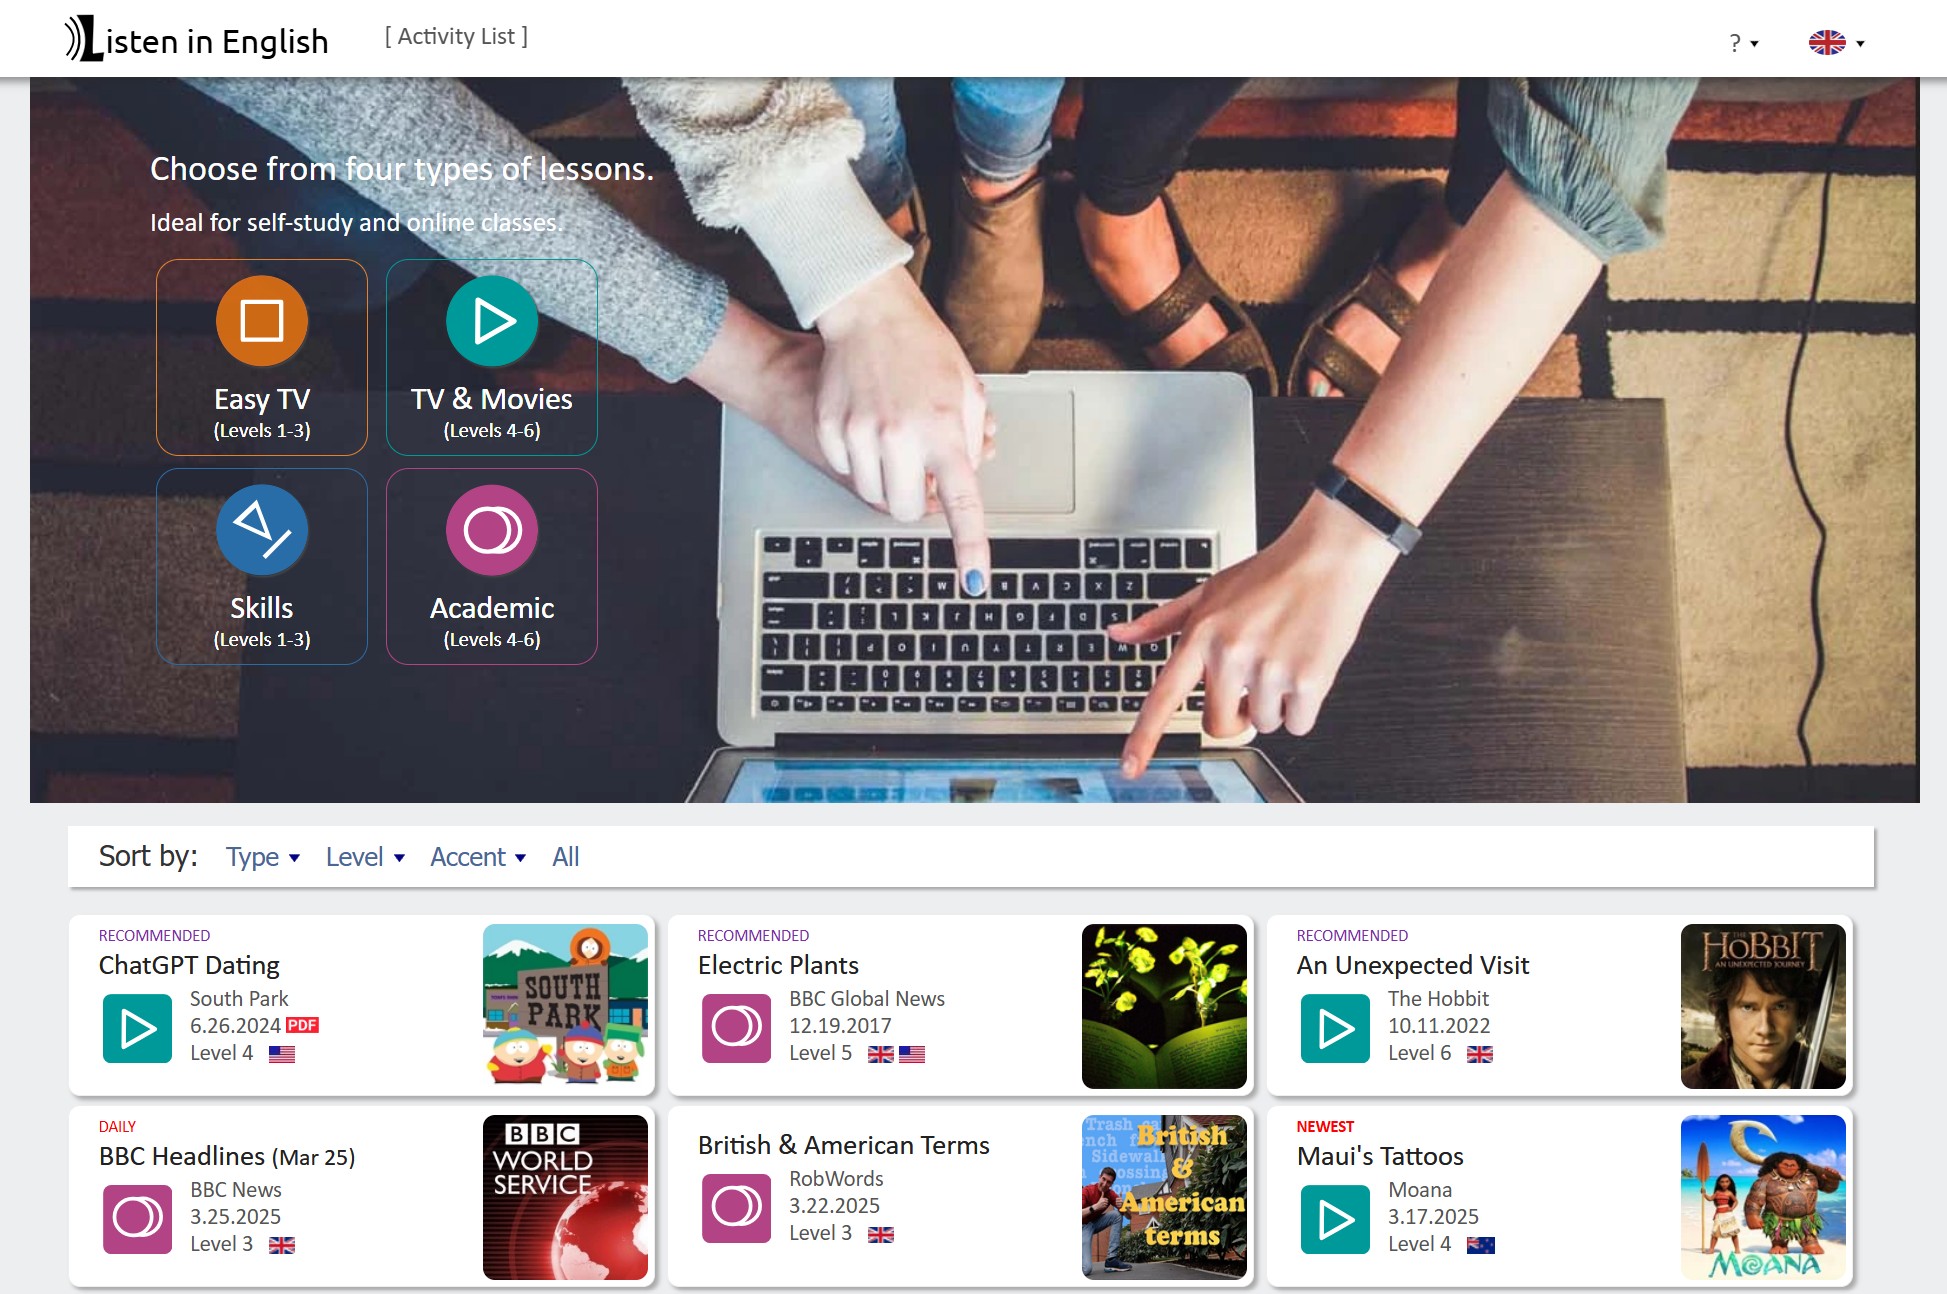 Listen in English
[ Activity List ]
?
Choose from four types of lessons.
Ideal for self-study and online classes.
Easy TV
(Levels 1-3)
TV & Movies
(Levels 4-6)
Skills
(Levels 1-3)
Academic
(Levels 4-6)
Sort by: Type Level Accent All
RECOMMENDED
ChatGPT Dating
South Park
6.26.2024 PDF
Level 4
SOUTH
PARK
RECOMMENDED
Electric Plants
BBC Global News
12.19.2017
Level 5
RECOMMENDED
An Unexpected Visit
The Hobbit
10.11.2022
Level 6
THE
HOBBIT
AN UNEXPECTED JOURNEY
DAILY
BBC Headlines (Mar 25)
BBC News
3.25.2025
Level 3
BBC
WORLD
SERVICE
British & American Terms
RobWords
3.22.2025
Level 3
British
&
American
terms
NEWEST
Maui's Tattoos
Moana
3.17.2025
Level 4
MOANA